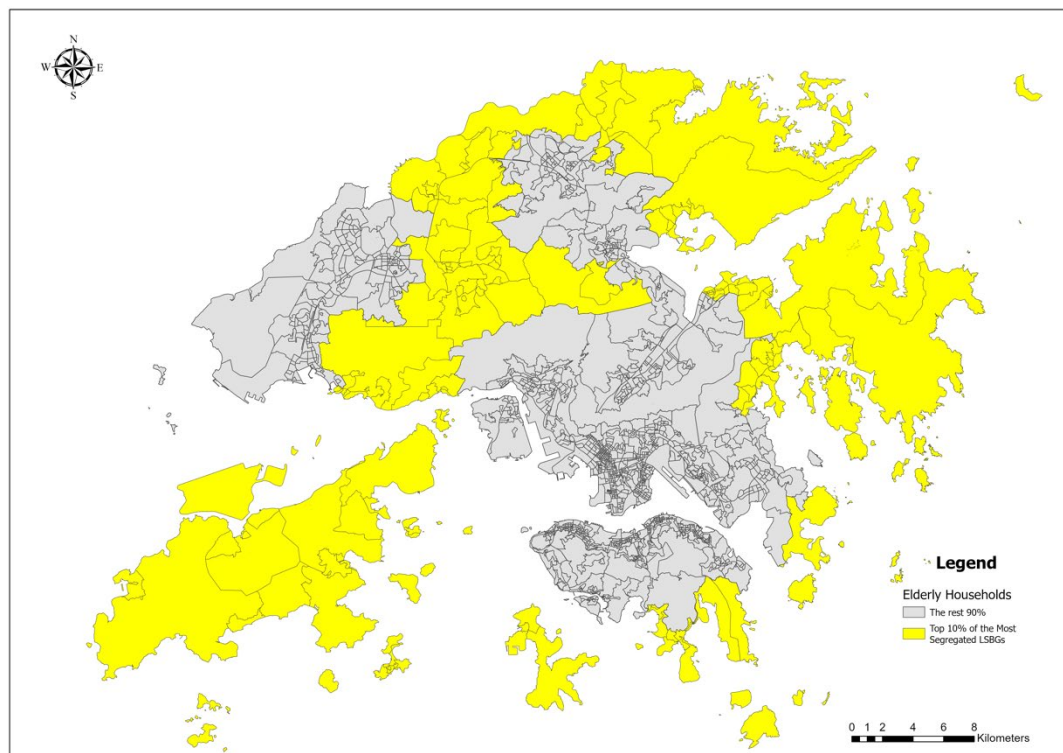 N
W E
S
Legend
Elderly Households
The rest 90%
Top 10% of the Most
Segregated LSBGs
0 1 2 4 6 8
Kilometers